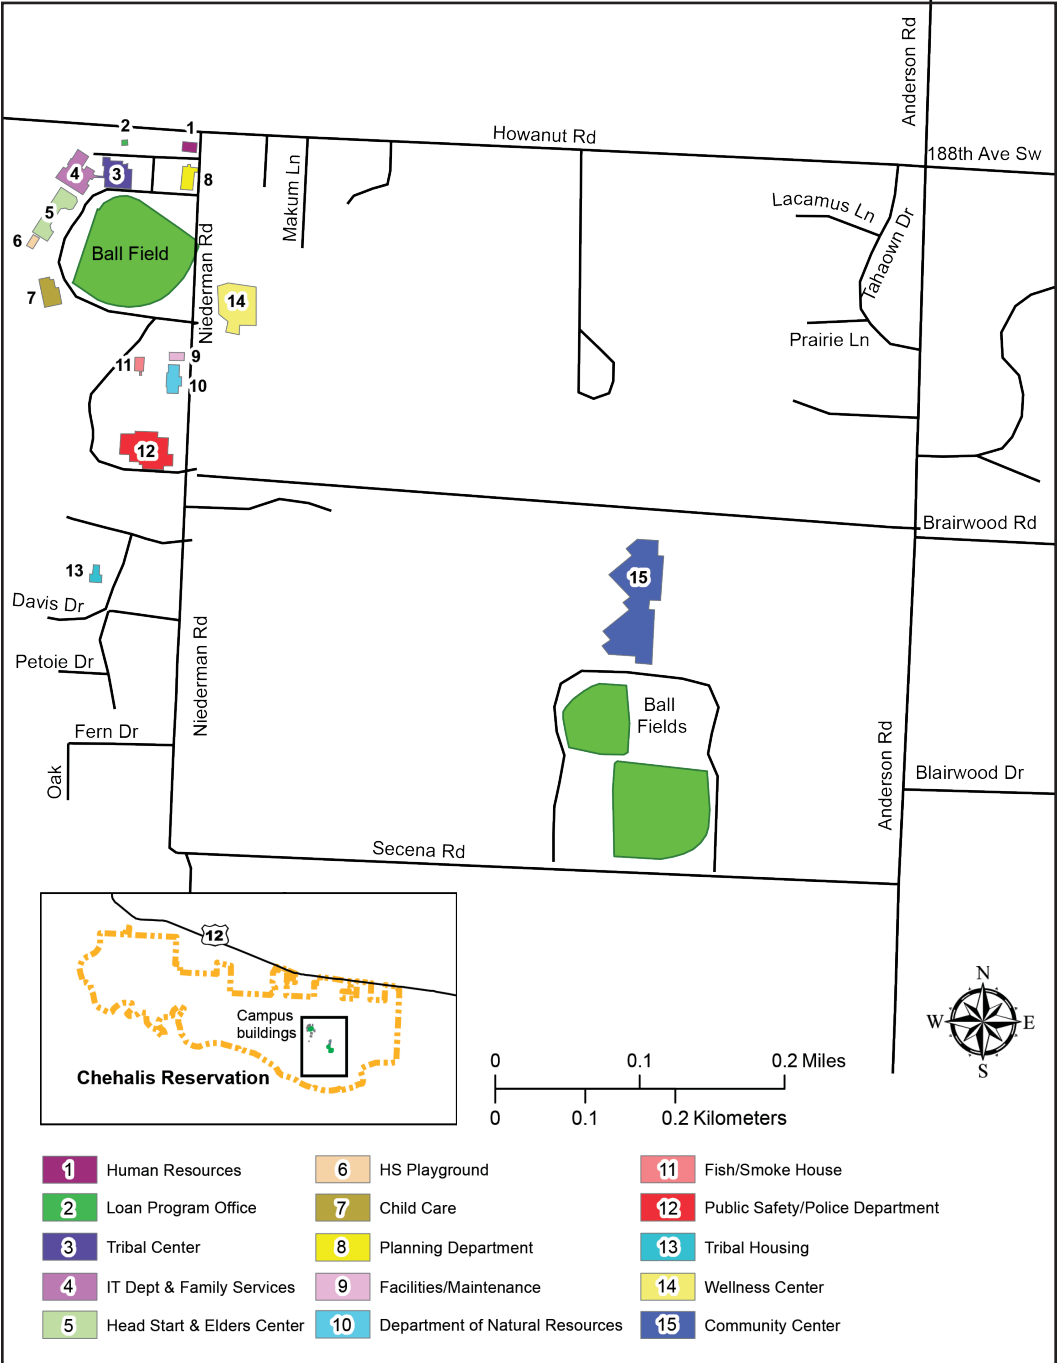 Anderson Rd
2
1
Howanut Rd
188th Ave Sw
4
3
8
Makum Ln
Lacamus Ln
Tahaown Dr
5
6
Ball Field
Niederman Rd
7
14
Prairie Ln
9
11
10
12
Brairwood Rd
13
15
Davis Dr
Niederman Rd
Petoie Dr
Ball
Fields
Fern Dr
Oak
Anderson Rd
Blairwood Dr
Secena Rd
12
Campus
buildings
Chehalis Reservation
N
W
E
S
0 0.1 0.2 Miles
0 0.1 0.2 Kilometers
1 Human Resources
2 Loan Program Office
3 Tribal Center
4 IT Dept & Family Services
5 Head Start & Elders Center
6 HS Playground
7 Child Care
8 Planning Department
9 Facilities/Maintenance
10 Department of Natural Resources
11 Fish/Smoke House
12 Public Safety/Police Department
13 Tribal Housing
14 Wellness Center
15 Community Center